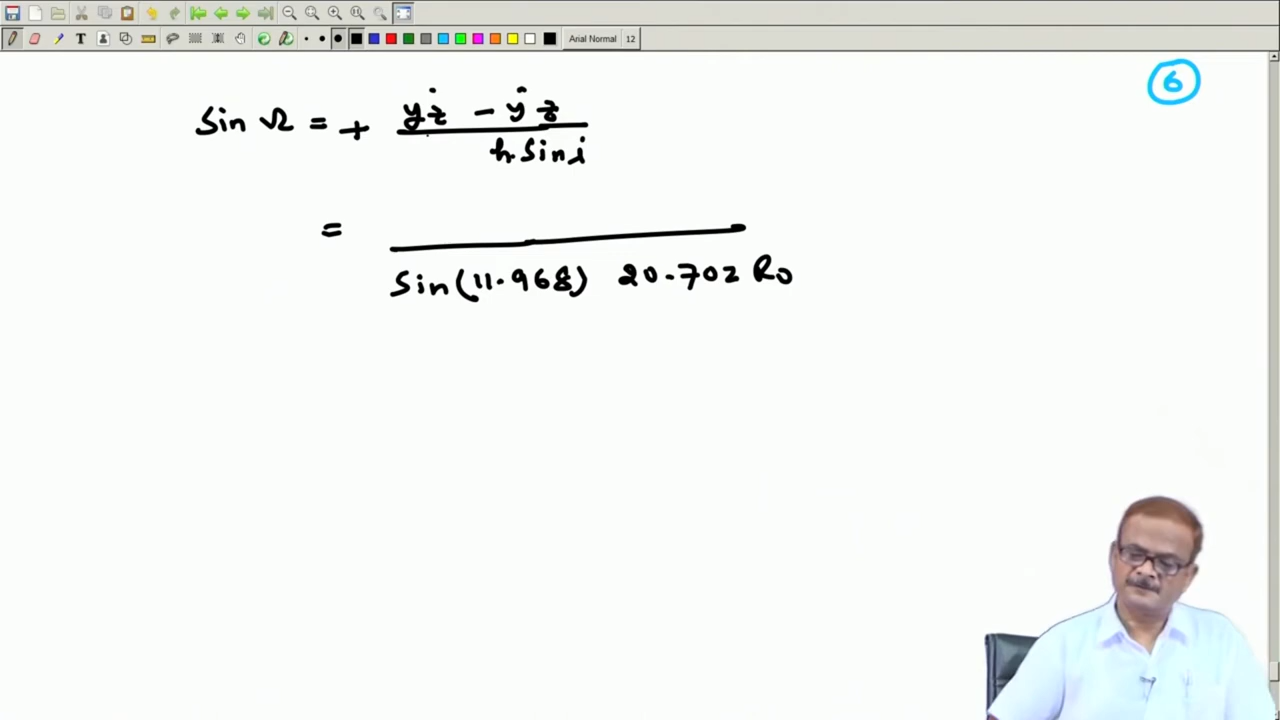 Arial Normal 12
6
Sin Ω = + yż - ẏz
h Sin i
=
Sin(11.968) 20.702 R0